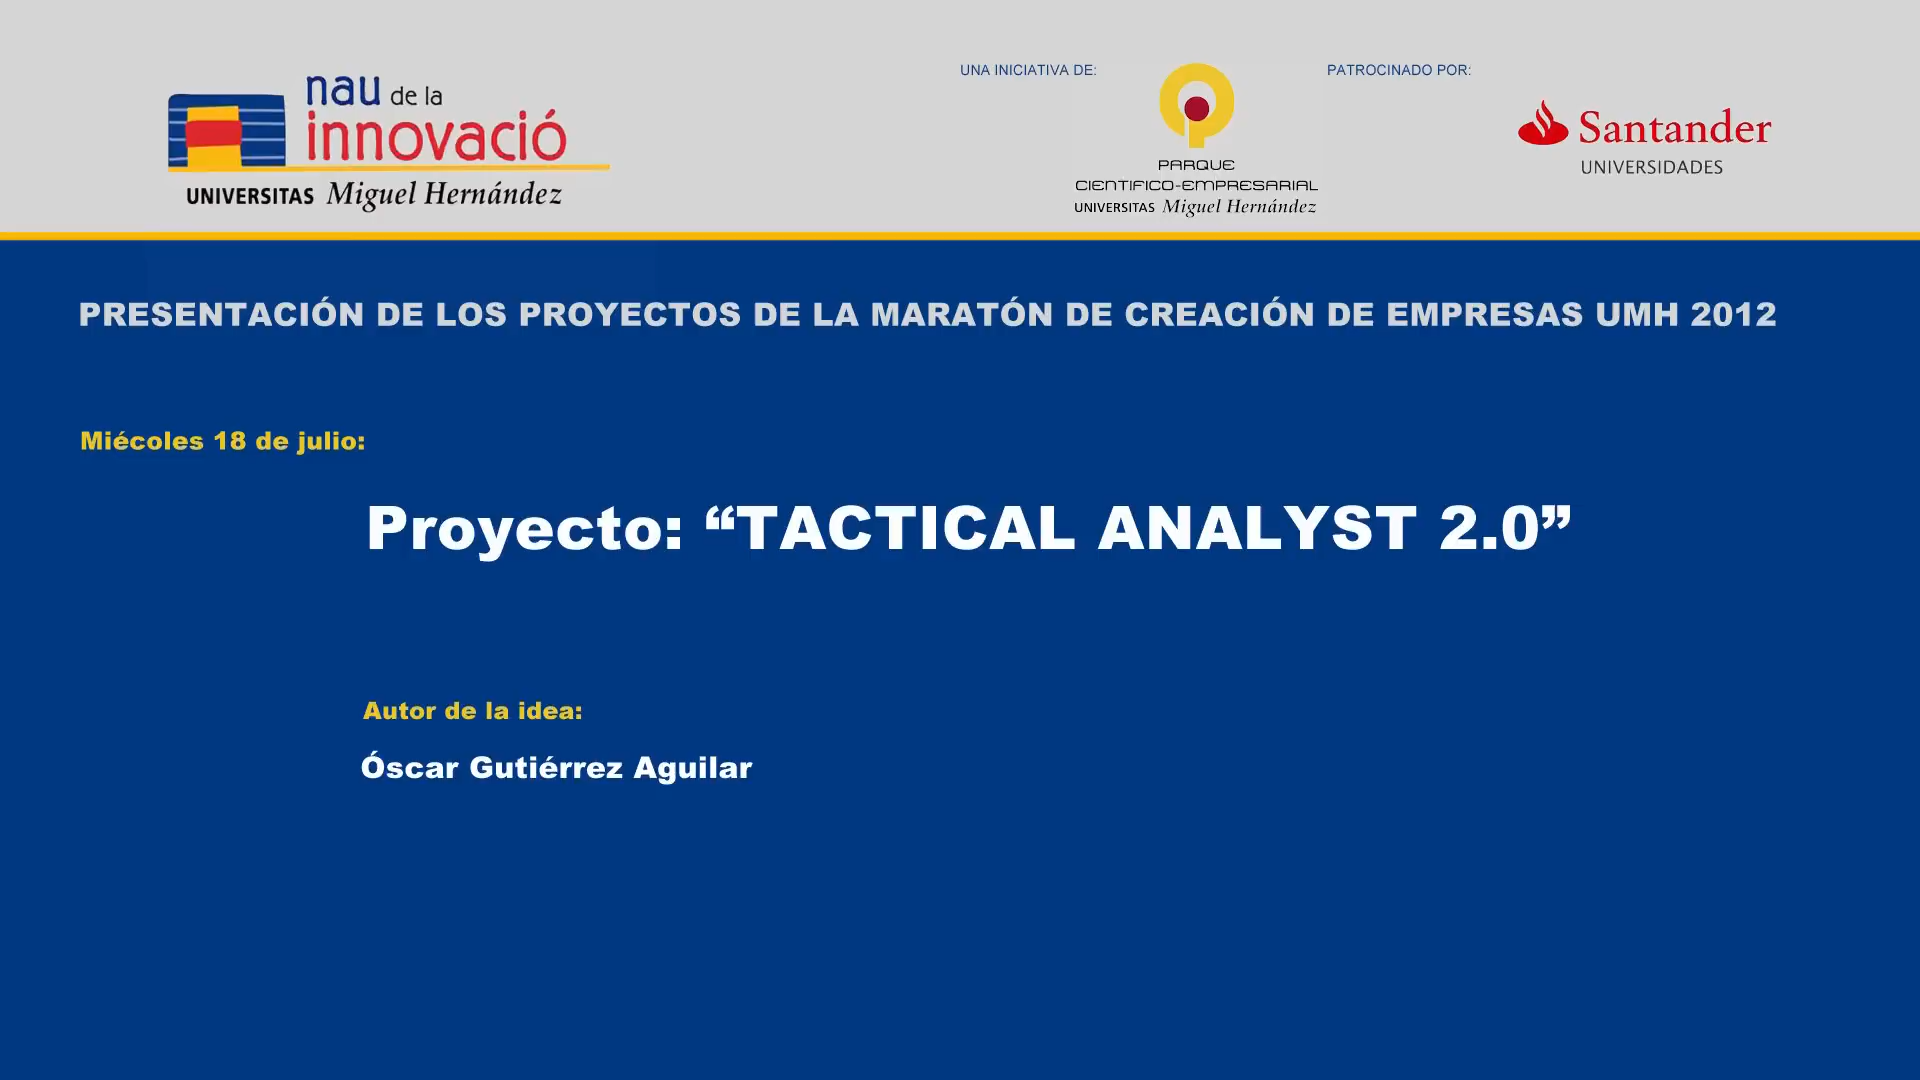 nau de la
innovació
UNIVERSITAS Miguel Hernández
UNA INICIATIVA DE:
PARQUE
CIENTIFICO-EMPRESARIAL
UNIVERSITAS Miguel Hernández
PATROCINADO POR:
Santander
UNIVERSIDADES
PRESENTACIÓN DE LOS PROYECTOS DE LA MARATÓN DE CREACIÓN DE EMPRESAS UMH 2012
Miécoles 18 de julio:
Proyecto: “TACTICAL ANALYST 2.0”
Autor de la idea:
Óscar Gutiérrez Aguilar